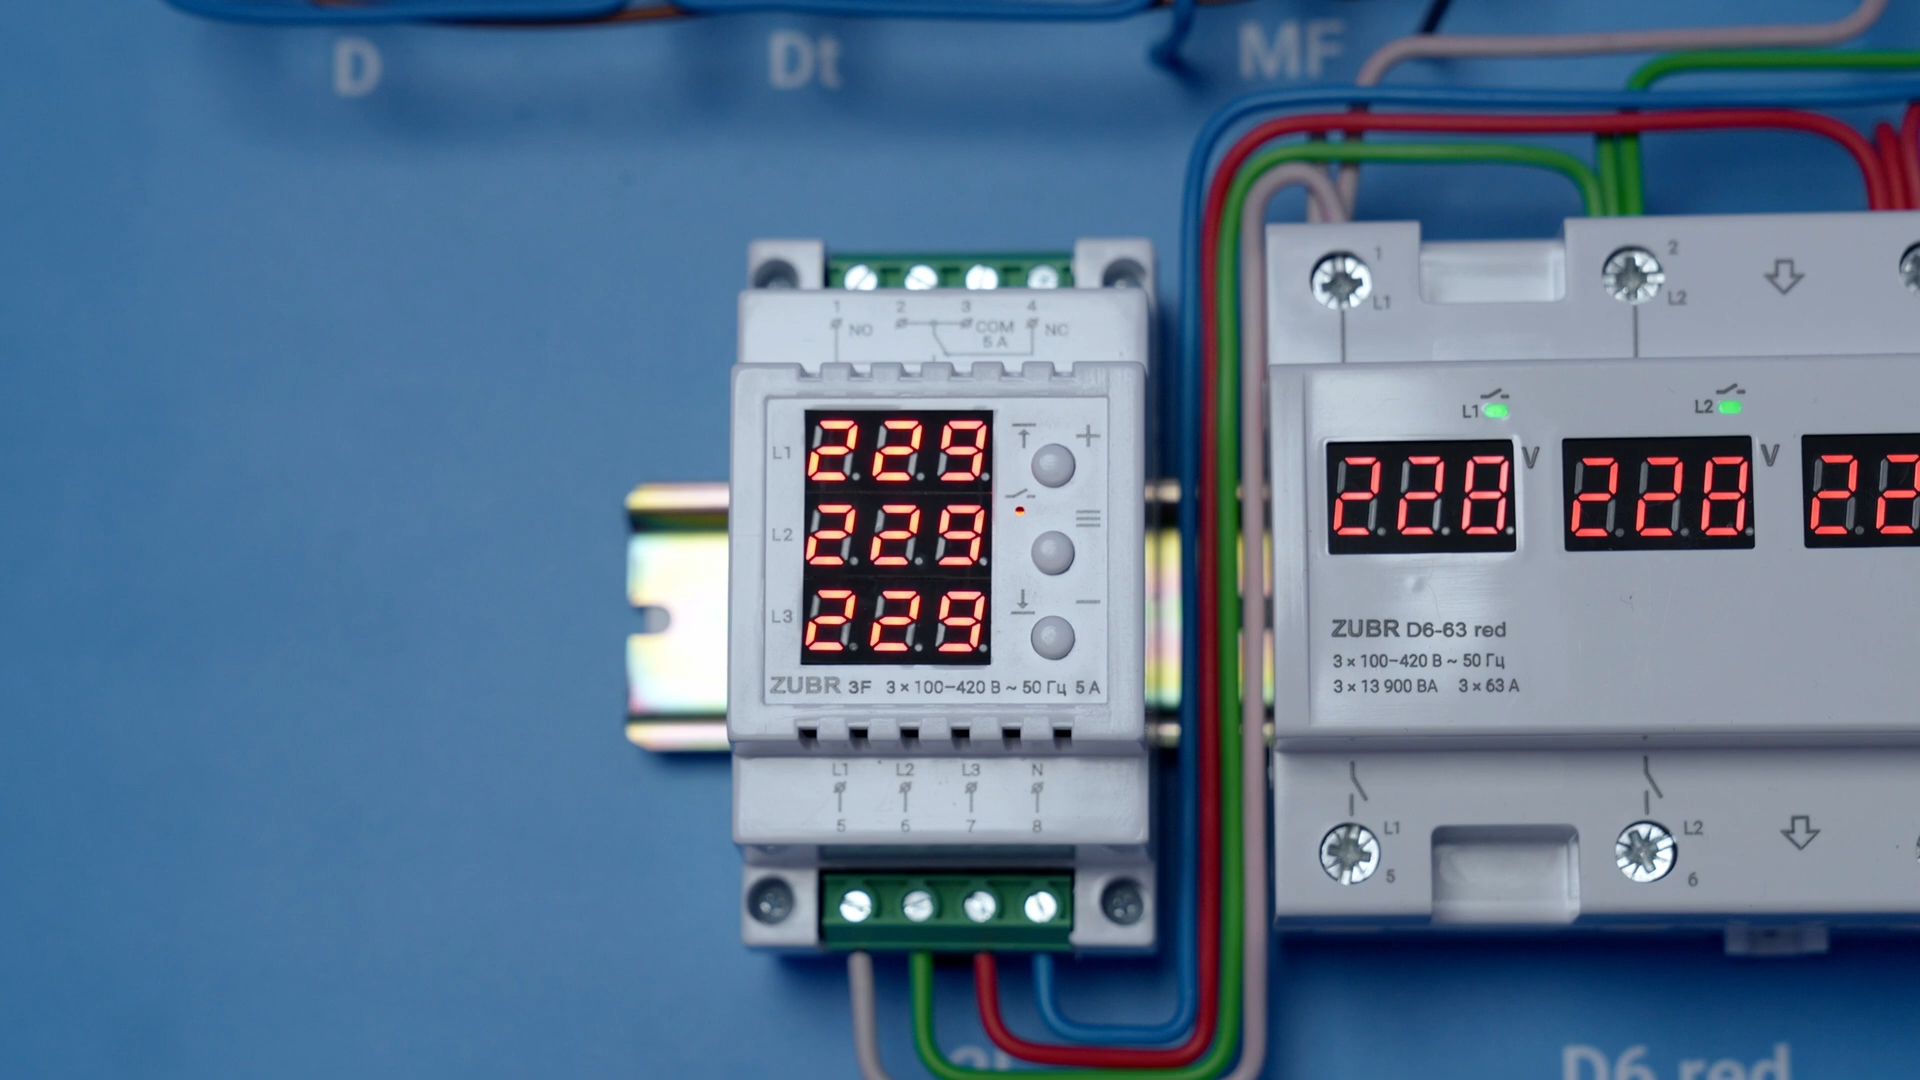 D Dt MF
1 2 3 4
NO COM NC
5 A
L1 229
L2 229
L3 229
ZUBR 3F 3 × 100–420 В ~ 50 Гц 5 А
L1 L2 L3 N
5 6 7 8
1 2
L1 L2
L1 L2
228 V 228 V
ZUBR D6-63 red
3 × 100–420 В ~ 50 Гц
3 × 13 900 ВА 3 × 63 А
L1 L2
5 6
D6 red